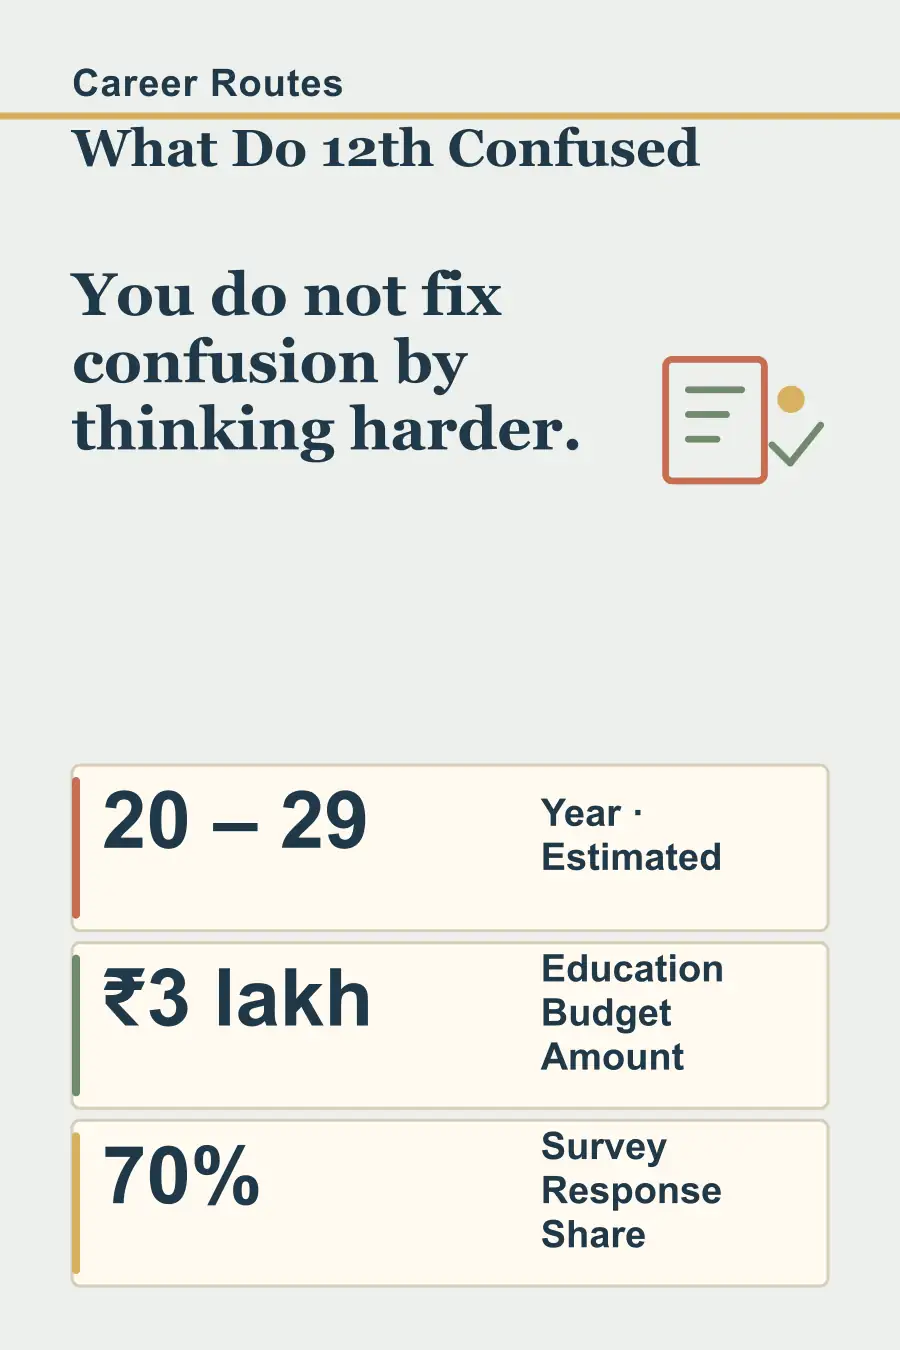 Career Routes
What Do 12th Confused
You do not fix
confusion by
thinking harder.
20 – 29
Year ·
Estimated
₹3 lakh
Education
Budget
Amount
70%
Survey
Response
Share